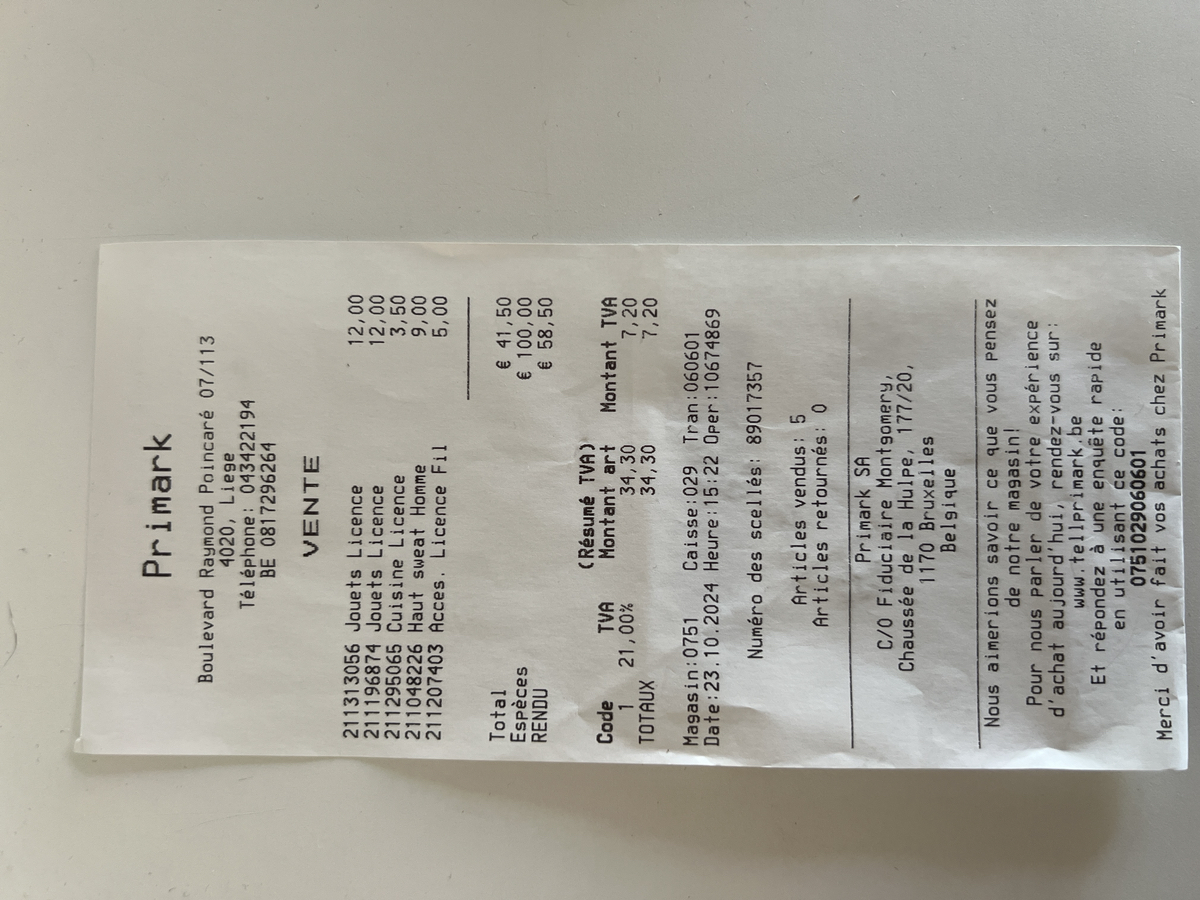 Primark
Boulevard Raymond Poincaré 07/113
4020, Liege
Téléphone: 043422194
BE 0817296264
VENTE
211313056 Jouets Licence 12,00
211196874 Jouets Licence 12,00
211295065 Cuisine Licence 3,50
211048226 Haut sweat Homme 9,00
211207403 Acces. Licence Fil 5,00
Total € 41,50
Espèces € 100,00
RENDU € 58,50
(Résumé TVA)
Code TVA Montant art Montant TVA
1 21,00% 34,30 7,20
TOTAUX 34,30 7,20
Magasin:0751 Caisse:029 Tran:060601
Date:23.10.2024 Heure:15:22 Oper:10674869
Numéro des scellés: 89017357
Articles vendus: 5
Articles retournés: 0
Primark SA
C/O Fiduciaire Montgomery,
Chaussée de la Hulpe, 177/20,
1170 Bruxelles
Belgique
Nous aimerions savoir ce que vous pensez
de notre magasin!
Pour nous parler de votre expérience
d'achat aujourd'hui, rendez-vous sur:
www.tellprimark.be
Et répondez à une enquête rapide
en utilisant ce code:
0751029060601
Merci d'avoir fait vos achats chez Primark